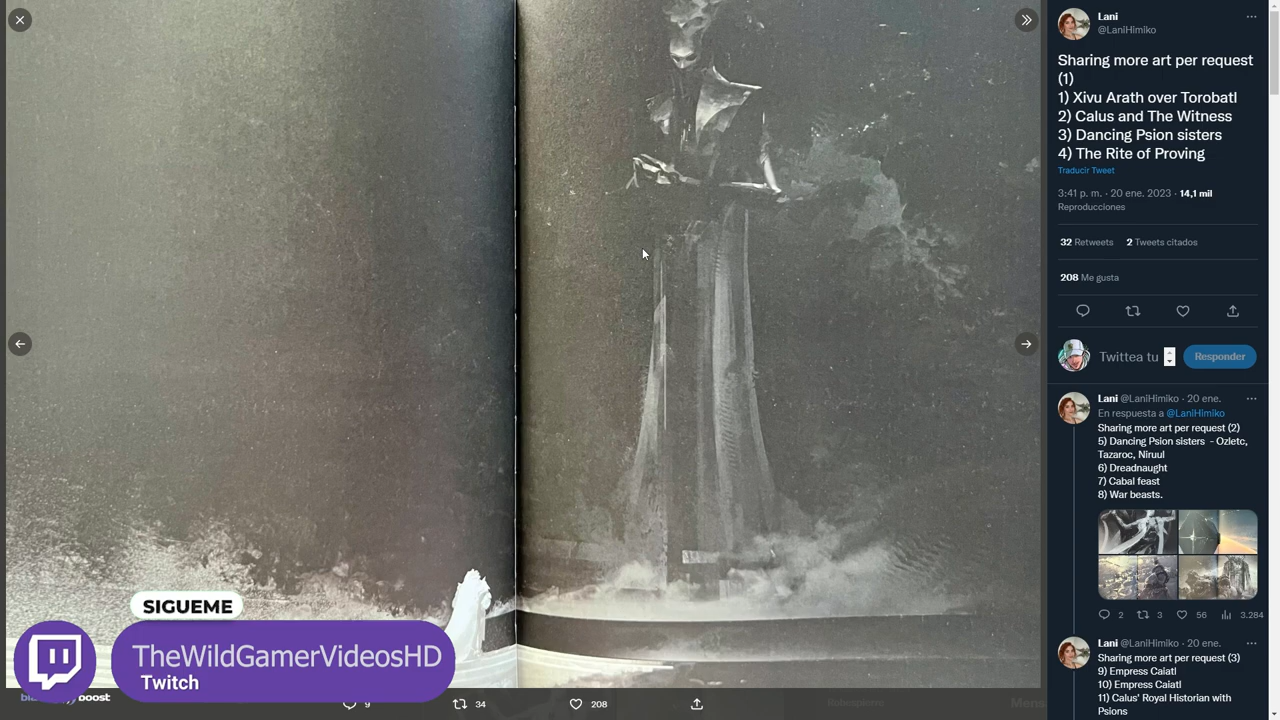 Lani
@LaniHimiko
Sharing more art per request
(1)
1) Xivu Arath over Torobatl
2) Calus and The Witness
3) Dancing Psion sisters
4) The Rite of Proving
Traducir Tweet
3:41 p. m. · 20 ene. 2023 · 14,1 mil
Reproducciones
32 Retweets 2 Tweets citados
208 Me gusta
Twittea tu
Responder
Lani @LaniHimiko · 20 ene.
En respuesta a @LaniHimiko
Sharing more art per request (2)
5) Dancing Psion sisters - Ozletc,
Tazaroc, Niruul
6) Dreadnaught
7) Cabal feast
8) War beasts.
2 3 56 3.284
Lani @LaniHimiko · 20 ene.
Sharing more art per request (3)
9) Empress Caiatl
10) Empress Caiatl
11) Calus' Royal Historian with
Psions
SIGUEME
TheWildGamerVideosHD
Twitch
boost
9 34 208